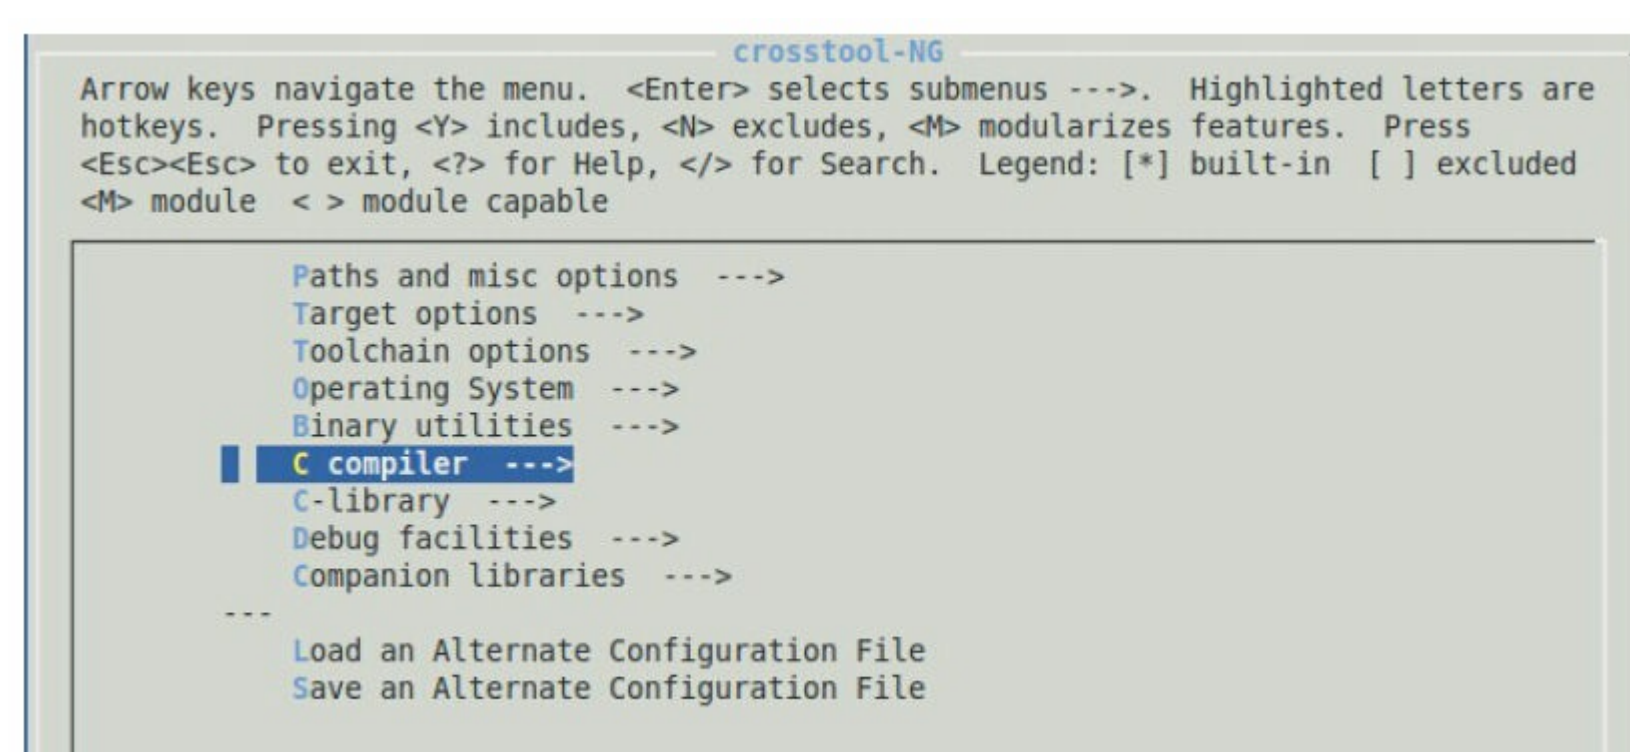 crosstool-NG
Arrow keys navigate the menu.  <Enter> selects submenus --->.  Highlighted letters are
hotkeys.  Pressing <Y> includes, <N> excludes, <M> modularizes features.  Press
<Esc><Esc> to exit, <?> for Help, </> for Search.  Legend: [*] built-in  [ ] excluded
<M> module  < > module capable
Paths and misc options  --->
Target options  --->
Toolchain options  --->
Operating System  --->
Binary utilities  --->
C compiler  --->
C-library  --->
Debug facilities  --->
Companion libraries  --->
---
Load an Alternate Configuration File
Save an Alternate Configuration File